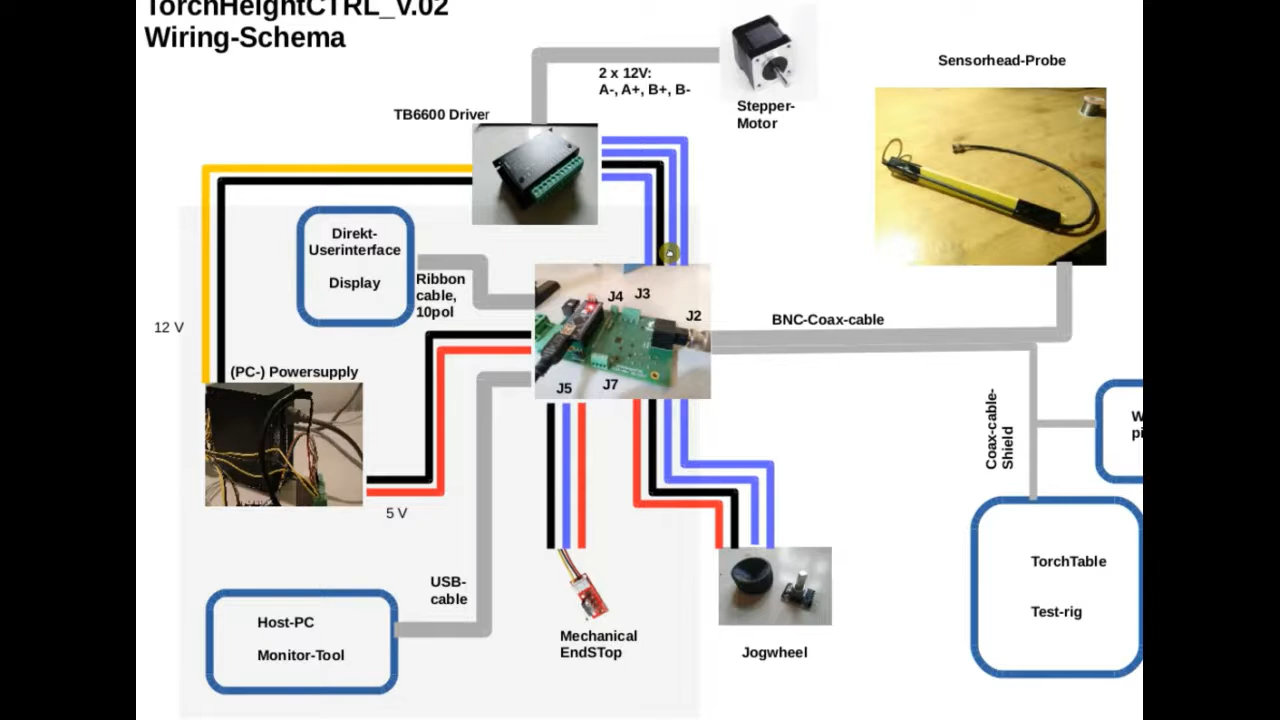 TorchHeightCTRL_V.02
Wiring-Schema
2 x 12V:
A-, A+, B+, B-
Stepper-
Motor
Sensorhead-Probe
TB6600 Driver
Direkt-
Userinterface
Display
Ribbon
cable,
10pol
J4
J3
J2
J5
J7
BNC-Coax-cable
12 V
(PC-) Powersupply
5 V
Coax-cable-
Shield
W
pi
TorchTable
Test-rig
USB-
cable
Host-PC
Monitor-Tool
Mechanical
EndSTop
Jogwheel